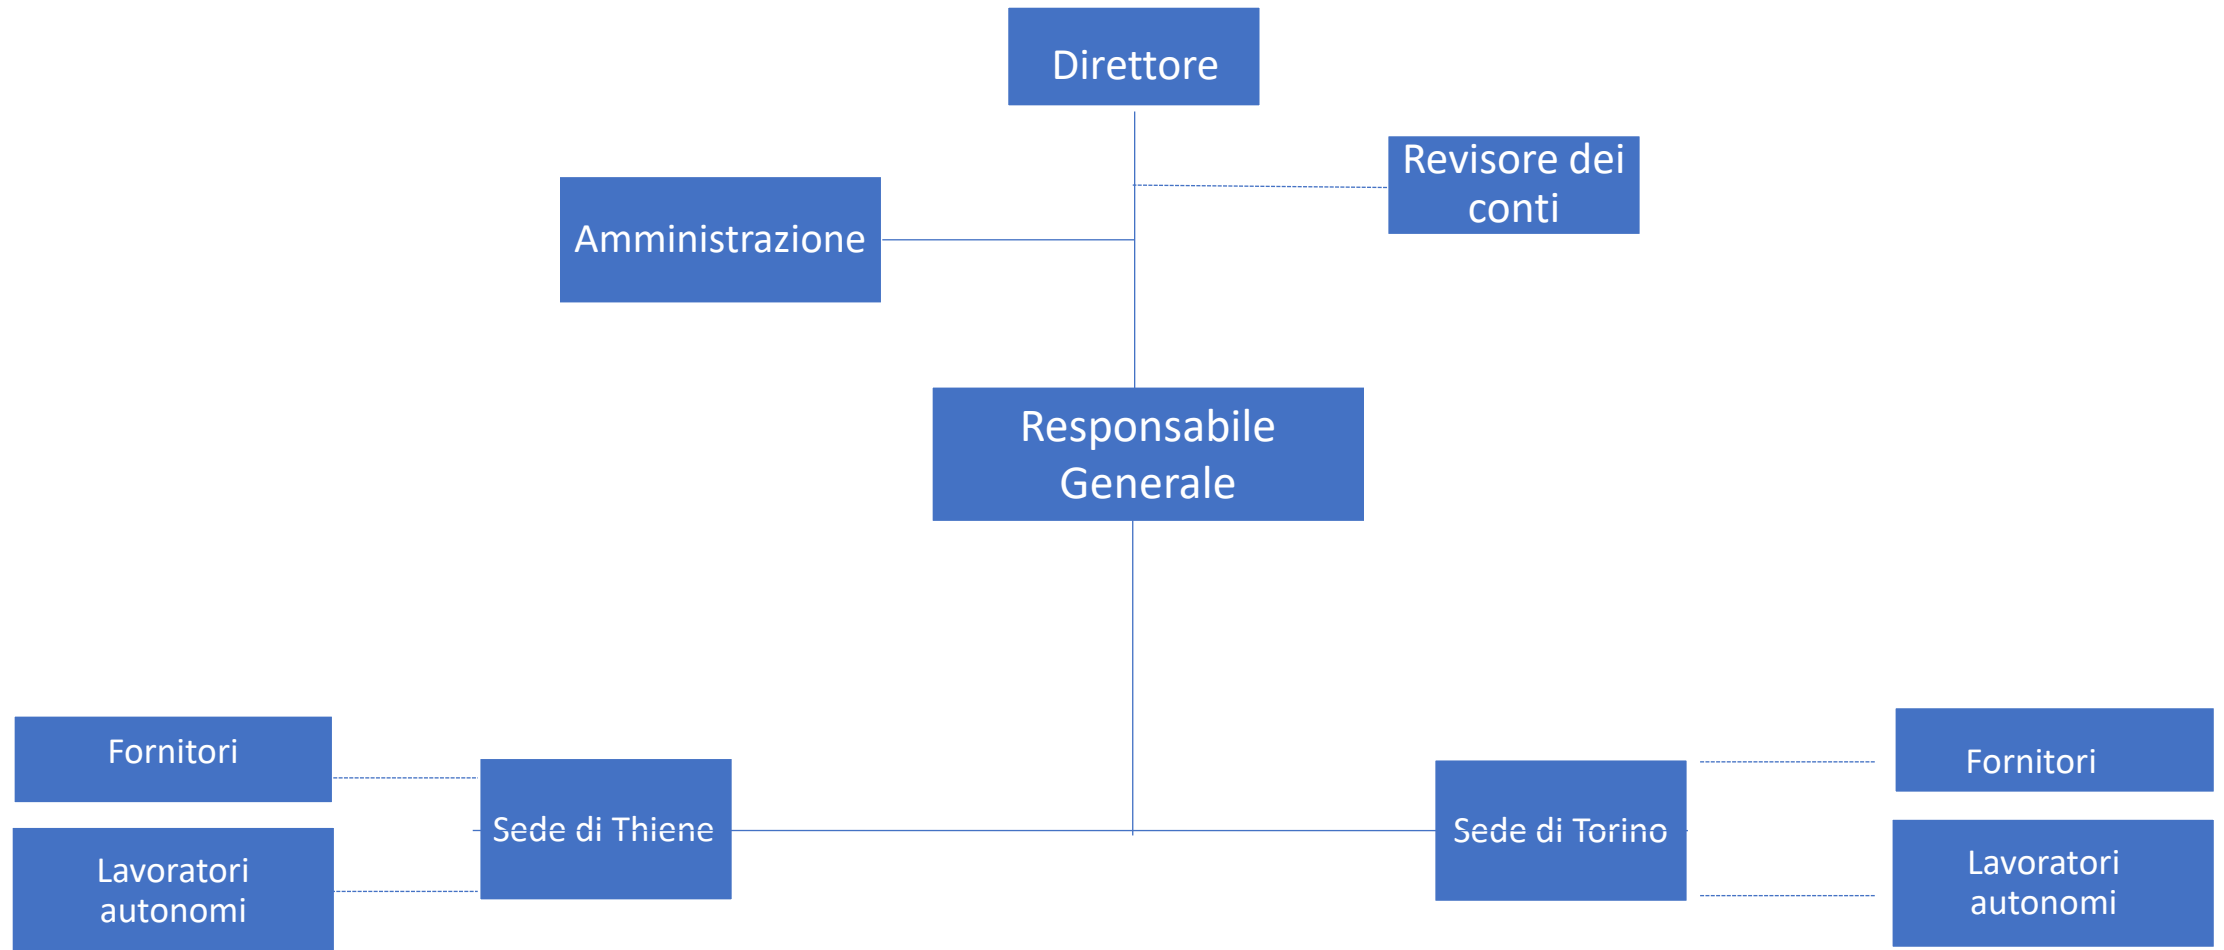 Direttore
Revisore dei
conti
Amministrazione
Responsabile
Generale
Fornitori
Lavoratori
autonomi
Sede di Thiene
Sede di Torino
Fornitori
Lavoratori
autonomi